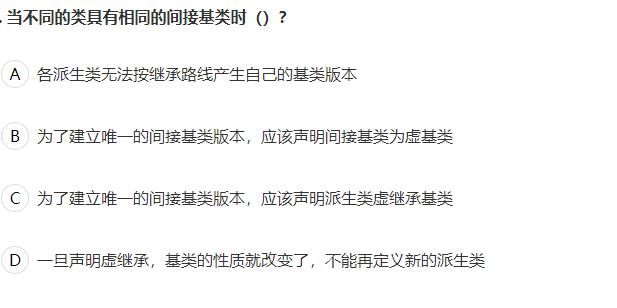 . 当不同的类具有相同的间接基类时（）？
A 各派生类无法按继承路线产生自己的基类版本
B 为了建立唯一的间接基类版本，应该声明间接基类为虚基类
C 为了建立唯一的间接基类版本，应该声明派生类虚继承基类
D 一旦声明虚继承，基类的性质就改变了，不能再定义新的派生类